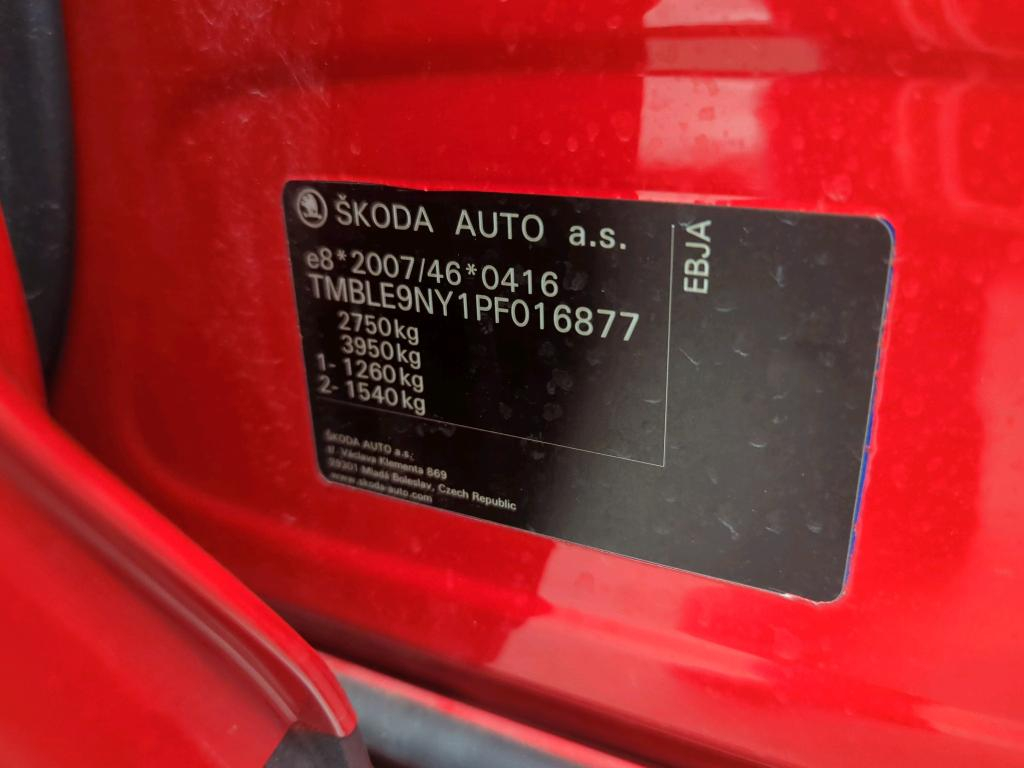 ŠKODA AUTO a.s.
EBJA
e8*2007/46*0416
TMBLE9NY1PF016877
2750kg
3950kg
1- 1260kg
2- 1540kg
ŠKODA AUTO a.s.
tř. Václava Klementa 869
29301 Mladá Boleslav, Czech Republic
www.skoda-auto.com